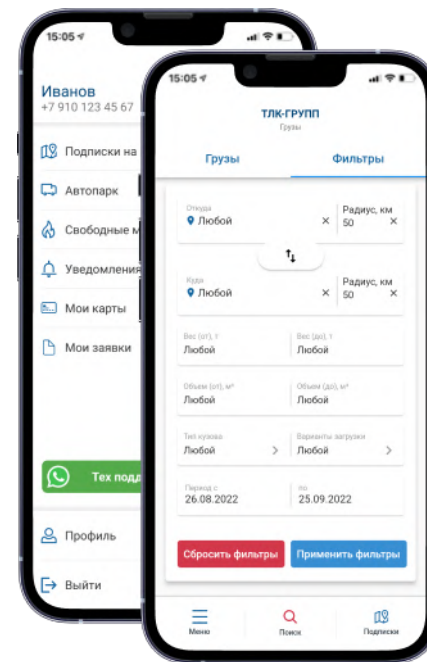 15:05
Иванов
+7 910 123 45 67
Подписки на
Автопарк
Свободные м
Уведомления
Мои карты
Мои заявки
Тех подд
Профиль
Выйти
15:05
ТЛК-ГРУПП
Грузы
Грузы Фильтры
Откуда
Любой
Радиус, км
50
Куда
Любой
Радиус, км
50
Вес (от), т Вес (до), т
Любой Любой
Объем (от), м³ Объем (до), м³
Любой Любой
Тип кузова Варианты загрузки
Любой Любой
Период с по
26.08.2022 25.09.2022
Сбросить фильтры Применить фильтры
Меню Поиск Подписки